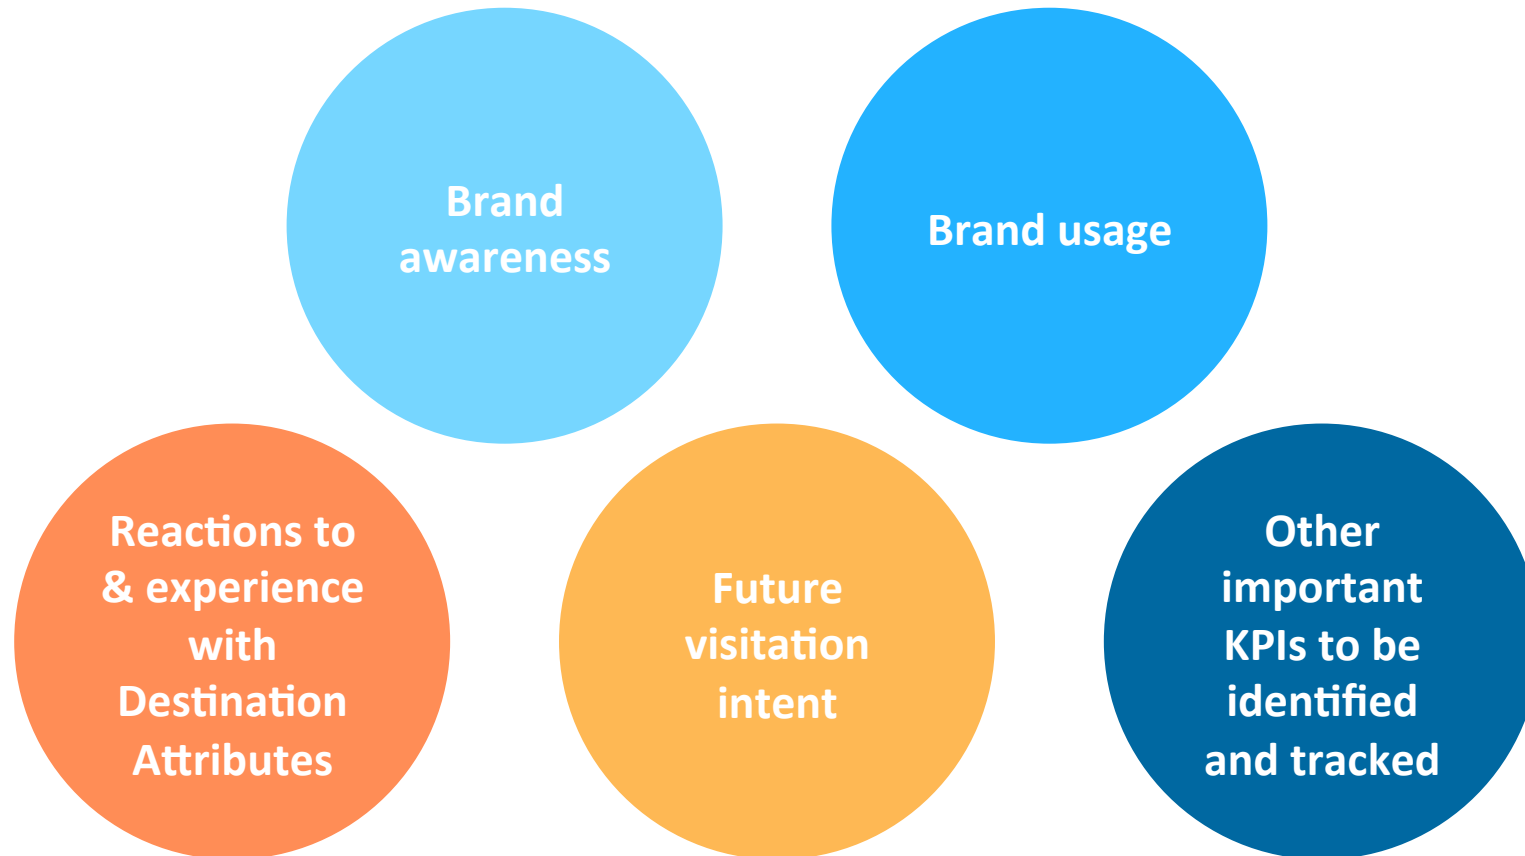 Brand
awareness
Brand usage
Reactions to
& experience
with
Destination
Attributes
Future
visitation
intent
Other
important
KPIs to be
identified
and tracked